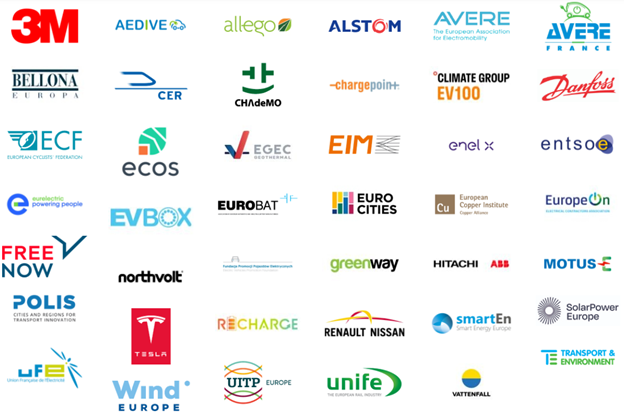 3M
AEDIVE
allego
ALSTOM
AVERE
The European Association
for Electromobility
AVERE
FRANCE
BELLONA
EUROPA
CER
CHAdeMO
-chargepoin+
°CLIMATE GROUP
EV100
Danfoss
ECF
EUROPEAN CYCLISTS' FEDERATION
ecos
EGEC
GEOTHERMAL
EIM
enel x
entsoe
eurelectric
powering people
EVBOX
EUROBAT
EURO
CITIES
Cu
European
Copper Institute
Copper Alliance
EuropeOn
FREE
NOW
northvolt
greenway
HITACHI ABB
MOTUS-E
POLIS
CITIES AND REGIONS FOR
TRANSPORT INNOVATION
TESLA
RECHARGE
RENAULT NISSAN
smartEn
Smart Energy Europe
SolarPower
Europe
ufe
Union française de l'électricité
Wind
EUROPE
UITP EUROPE
unife
THE EUROPEAN RAIL INDUSTRY
VATTENFALL
TE TRANSPORT &
ENVIRONMENT